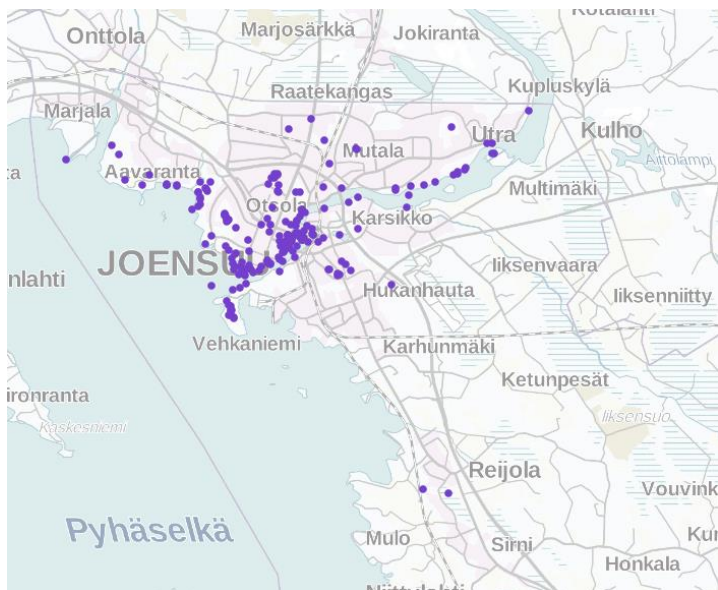 Onttola
Marjosärkkä
Jokiranta
Raatekangas
Kupluskylä
Marjala
Utra
Kulho
Mutala
Aavaranta
Multimäki
Otsola
Karsikko
JOENSUU
Iiksenvaara
Hukanhauta
Iiksenniitty
Vehkaniemi
Karhunmäki
Ketunpesät
Kaskesniemi
Iiksensuo
Reijola
Pyhäselkä
Mulo
Sirni
Honkala